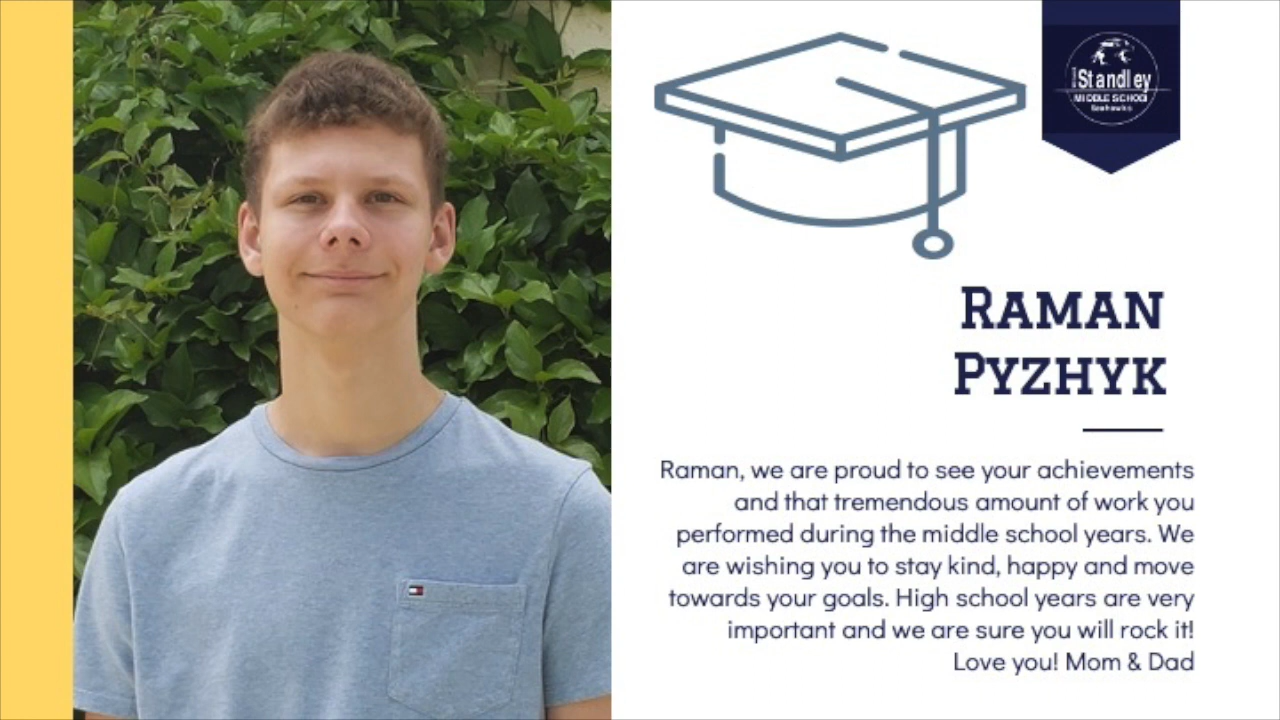 Standley
MIDDLE SCHOOL
Seahawks
RAMAN
PYZHYK
Raman, we are proud to see your achievements
and that tremendous amount of work you
performed during the middle school years. We
are wishing you to stay kind, happy and move
towards your goals. High school years are very
important and we are sure you will rock it!
Love you! Mom & Dad